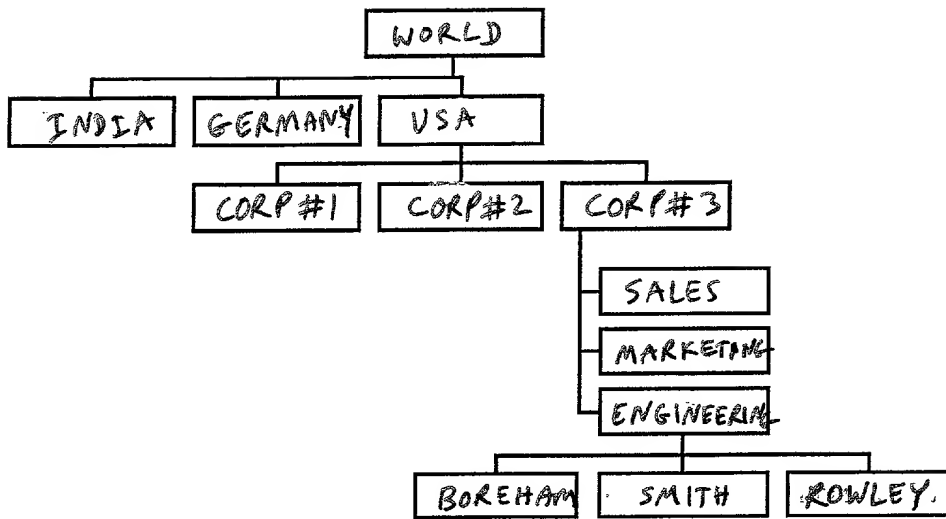 WORLD
INDIA GERMANY USA
CORP #1 CORP #2 CORP #3
SALES
MARKETING
ENGINEERING
BOREHAM SMITH ROWLEY